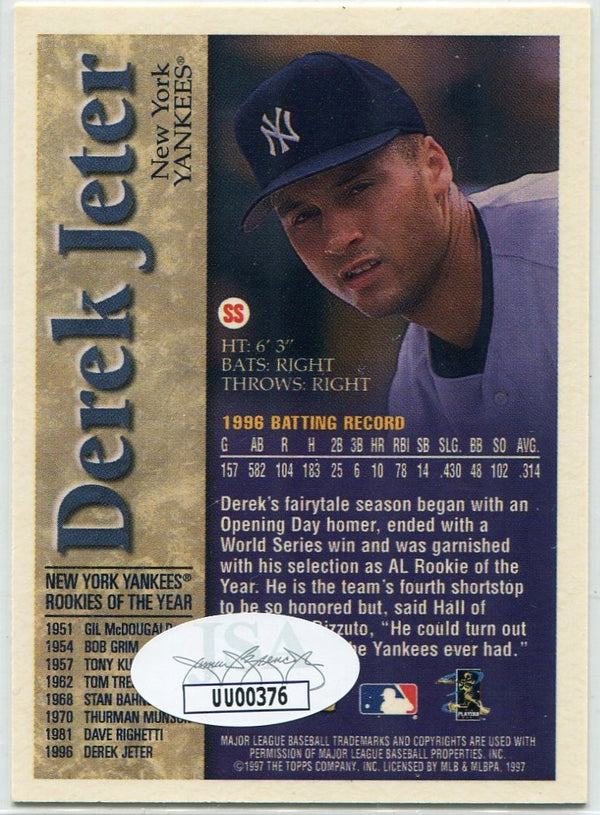 Derek Jeter
New York
YANKEES®
NY
SS
HT: 6' 3"
BATS: RIGHT
THROWS: RIGHT
1996 BATTING RECORD
G AB R H 2B 3B HR RBI SB SLG. BB SO AVG.
157 582 104 183 25 6 10 78 14 .430 48 102 .314
Derek's fairytale season began with an
Opening Day homer, ended with a
World Series win and was garnished
with his selection as AL Rookie of the
Year. He is the team's fourth shortstop
to be so honored but, said Hall of
"He could turn out
Yankees ever had."
NEW YORK YANKEES®
ROOKIES OF THE YEAR
1951 GIL McDOUGALD
1954 BOB GRIM
1957 TONY
1962 TOM
1968 STAN
1970 THURMAN MUNSON
1981 DAVE RIGHETTI
1996 DEREK JETER
JSA
UU00376
MAJOR LEAGUE BASEBALL TRADEMARKS AND COPYRIGHTS ARE USED WITH
PERMISSION OF MAJOR LEAGUE BASEBALL PROPERTIES, INC.
©1997 THE TOPPS COMPANY, INC. LICENSED BY MLB & MLBPA, 1997